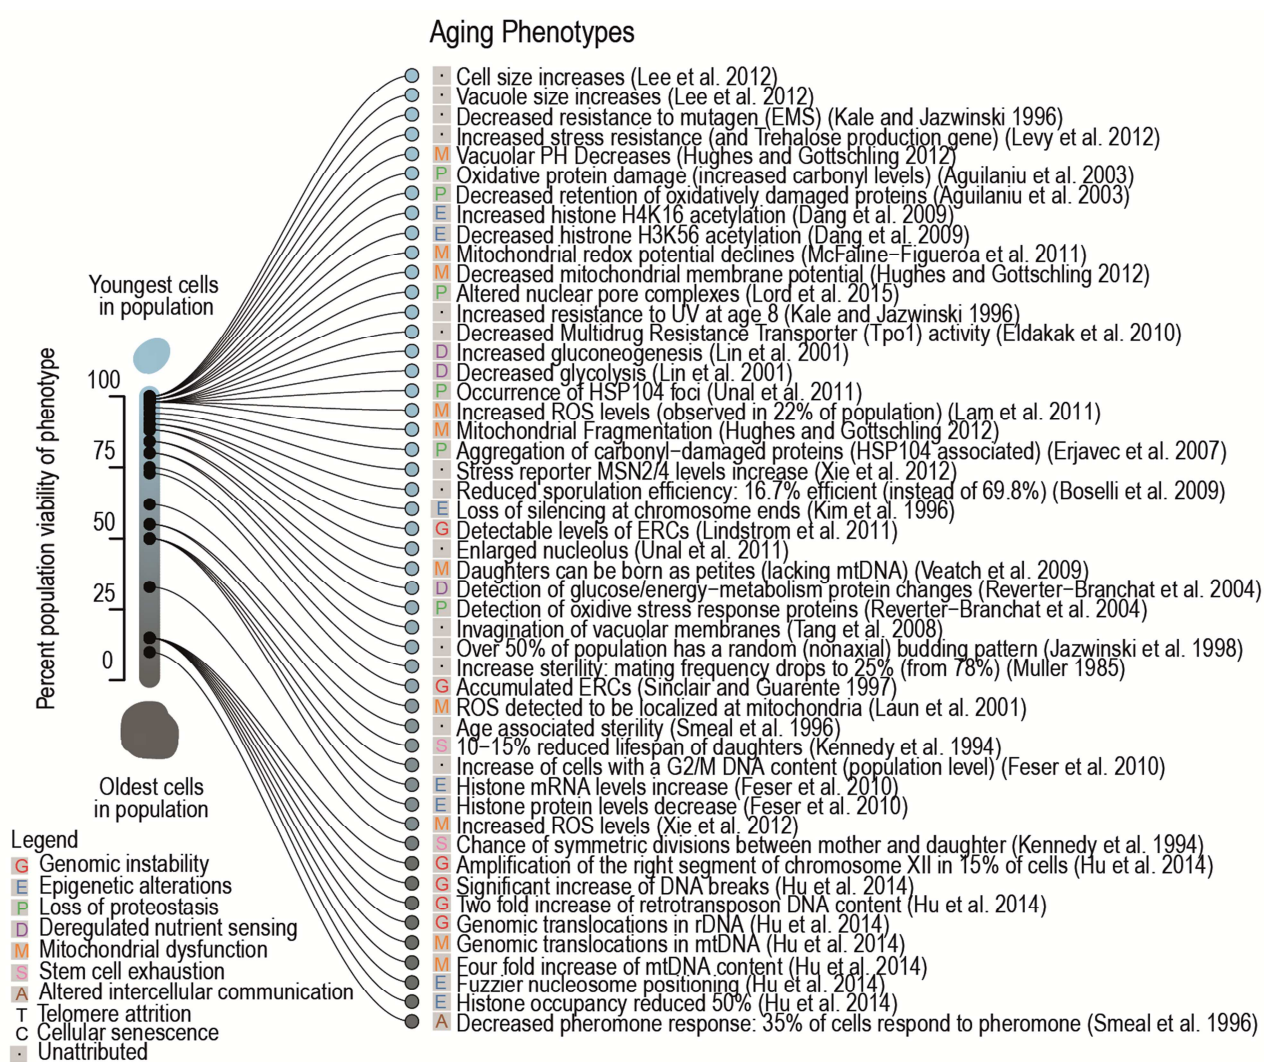 Aging Phenotypes
· Cell size increases (Lee et al. 2012)
· Vacuole size increases (Lee et al. 2012)
· Decreased resistance to mutagen (EMS) (Kale and Jazwinski 1996)
· Increased stress resistance (and Trehalose production gene) (Levy et al. 2012)
M Vacuolar PH Decreases (Hughes and Gottschling 2012)
P Oxidative protein damage (increased carbonyl levels) (Aguilaniu et al. 2003)
P Decreased retention of oxidatively damaged proteins (Aguilaniu et al. 2003)
E Increased histone H4K16 acetylation (Dang et al. 2009)
E Decreased histrone H3K56 acetylation (Dang et al. 2009)
M Mitochondrial redox potential declines (McFaline−Figueroa et al. 2011)
M Decreased mitochondrial membrane potential (Hughes and Gottschling 2012)
P Altered nuclear pore complexes (Lord et al. 2015)
· Increased resistance to UV at age 8 (Kale and Jazwinski 1996)
· Decreased Multidrug Resistance Transporter (Tpo1) activity (Eldakak et al. 2010)
D Increased gluconeogenesis (Lin et al. 2001)
D Decreased glycolysis (Lin et al. 2001)
P Occurrence of HSP104 foci (Unal et al. 2011)
M Increased ROS levels (observed in 22% of population) (Lam et al. 2011)
M Mitochondrial Fragmentation (Hughes and Gottschling 2012)
P Aggregation of carbonyl−damaged proteins (HSP104 associated) (Erjavec et al. 2007)
· Stress reporter MSN2/4 levels increase (Xie et al. 2012)
· Reduced sporulation efficiency: 16.7% efficient (instead of 69.8%) (Boselli et al. 2009)
E Loss of silencing at chromosome ends (Kim et al. 1996)
G Detectable levels of ERCs (Lindstrom et al. 2011)
· Enlarged nucleolus (Unal et al. 2011)
M Daughters can be born as petites (lacking mtDNA) (Veatch et al. 2009)
D Detection of glucose/energy−metabolism protein changes (Reverter−Branchat et al. 2004)
P Detection of oxidive stress response proteins (Reverter−Branchat et al. 2004)
· Invagination of vacuolar membranes (Tang et al. 2008)
· Over 50% of population has a random (nonaxial) budding pattern (Jazwinski et al. 1998)
· Increase sterility: mating frequency drops to 25% (from 78%) (Muller 1985)
G Accumulated ERCs (Sinclair and Guarente 1997)
M ROS detected to be localized at mitochondria (Laun et al. 2001)
· Age associated sterility (Smeal et al. 1996)
S 10−15% reduced lifespan of daughters (Kennedy et al. 1994)
· Increase of cells with a G2/M DNA content (population level) (Feser et al. 2010)
E Histone mRNA levels increase (Feser et al. 2010)
E Histone protein levels decrease (Feser et al. 2010)
M Increased ROS levels (Xie et al. 2012)
S Chance of symmetric divisions between mother and daughter (Kennedy et al. 1994)
G Amplification of the right segment of chromosome XII in 15% of cells (Hu et al. 2014)
G Significant increase of DNA breaks (Hu et al. 2014)
G Two fold increase of retrotransposon DNA content (Hu et al. 2014)
G Genomic translocations in rDNA (Hu et al. 2014)
M Genomic translocations in mtDNA (Hu et al. 2014)
M Four fold increase of mtDNA content (Hu et al. 2014)
E Fuzzier nucleosome positioning (Hu et al. 2014)
E Histone occupancy reduced 50% (Hu et al. 2014)
A Decreased pheromone response: 35% of cells respond to pheromone (Smeal et al. 1996)
Youngest cells
in population
Percent population viability of phenotype
100
75
50
25
0
Oldest cells
in population
Legend
G Genomic instability
E Epigenetic alterations
P Loss of proteostasis
D Deregulated nutrient sensing
M Mitochondrial dysfunction
S Stem cell exhaustion
A Altered intercellular communication
T Telomere attrition
C Cellular senescence
· Unattributed